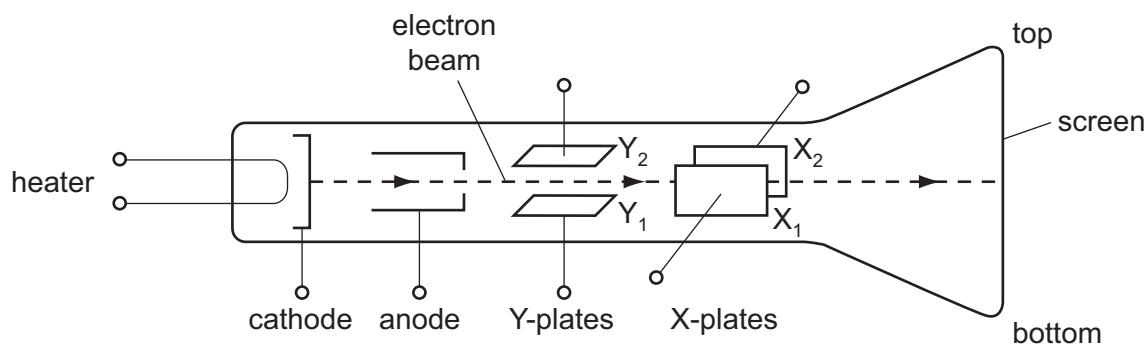 electron
beam
top
screen
Y2
X2
heater
Y1
X1
cathode
anode
Y-plates
X-plates
bottom